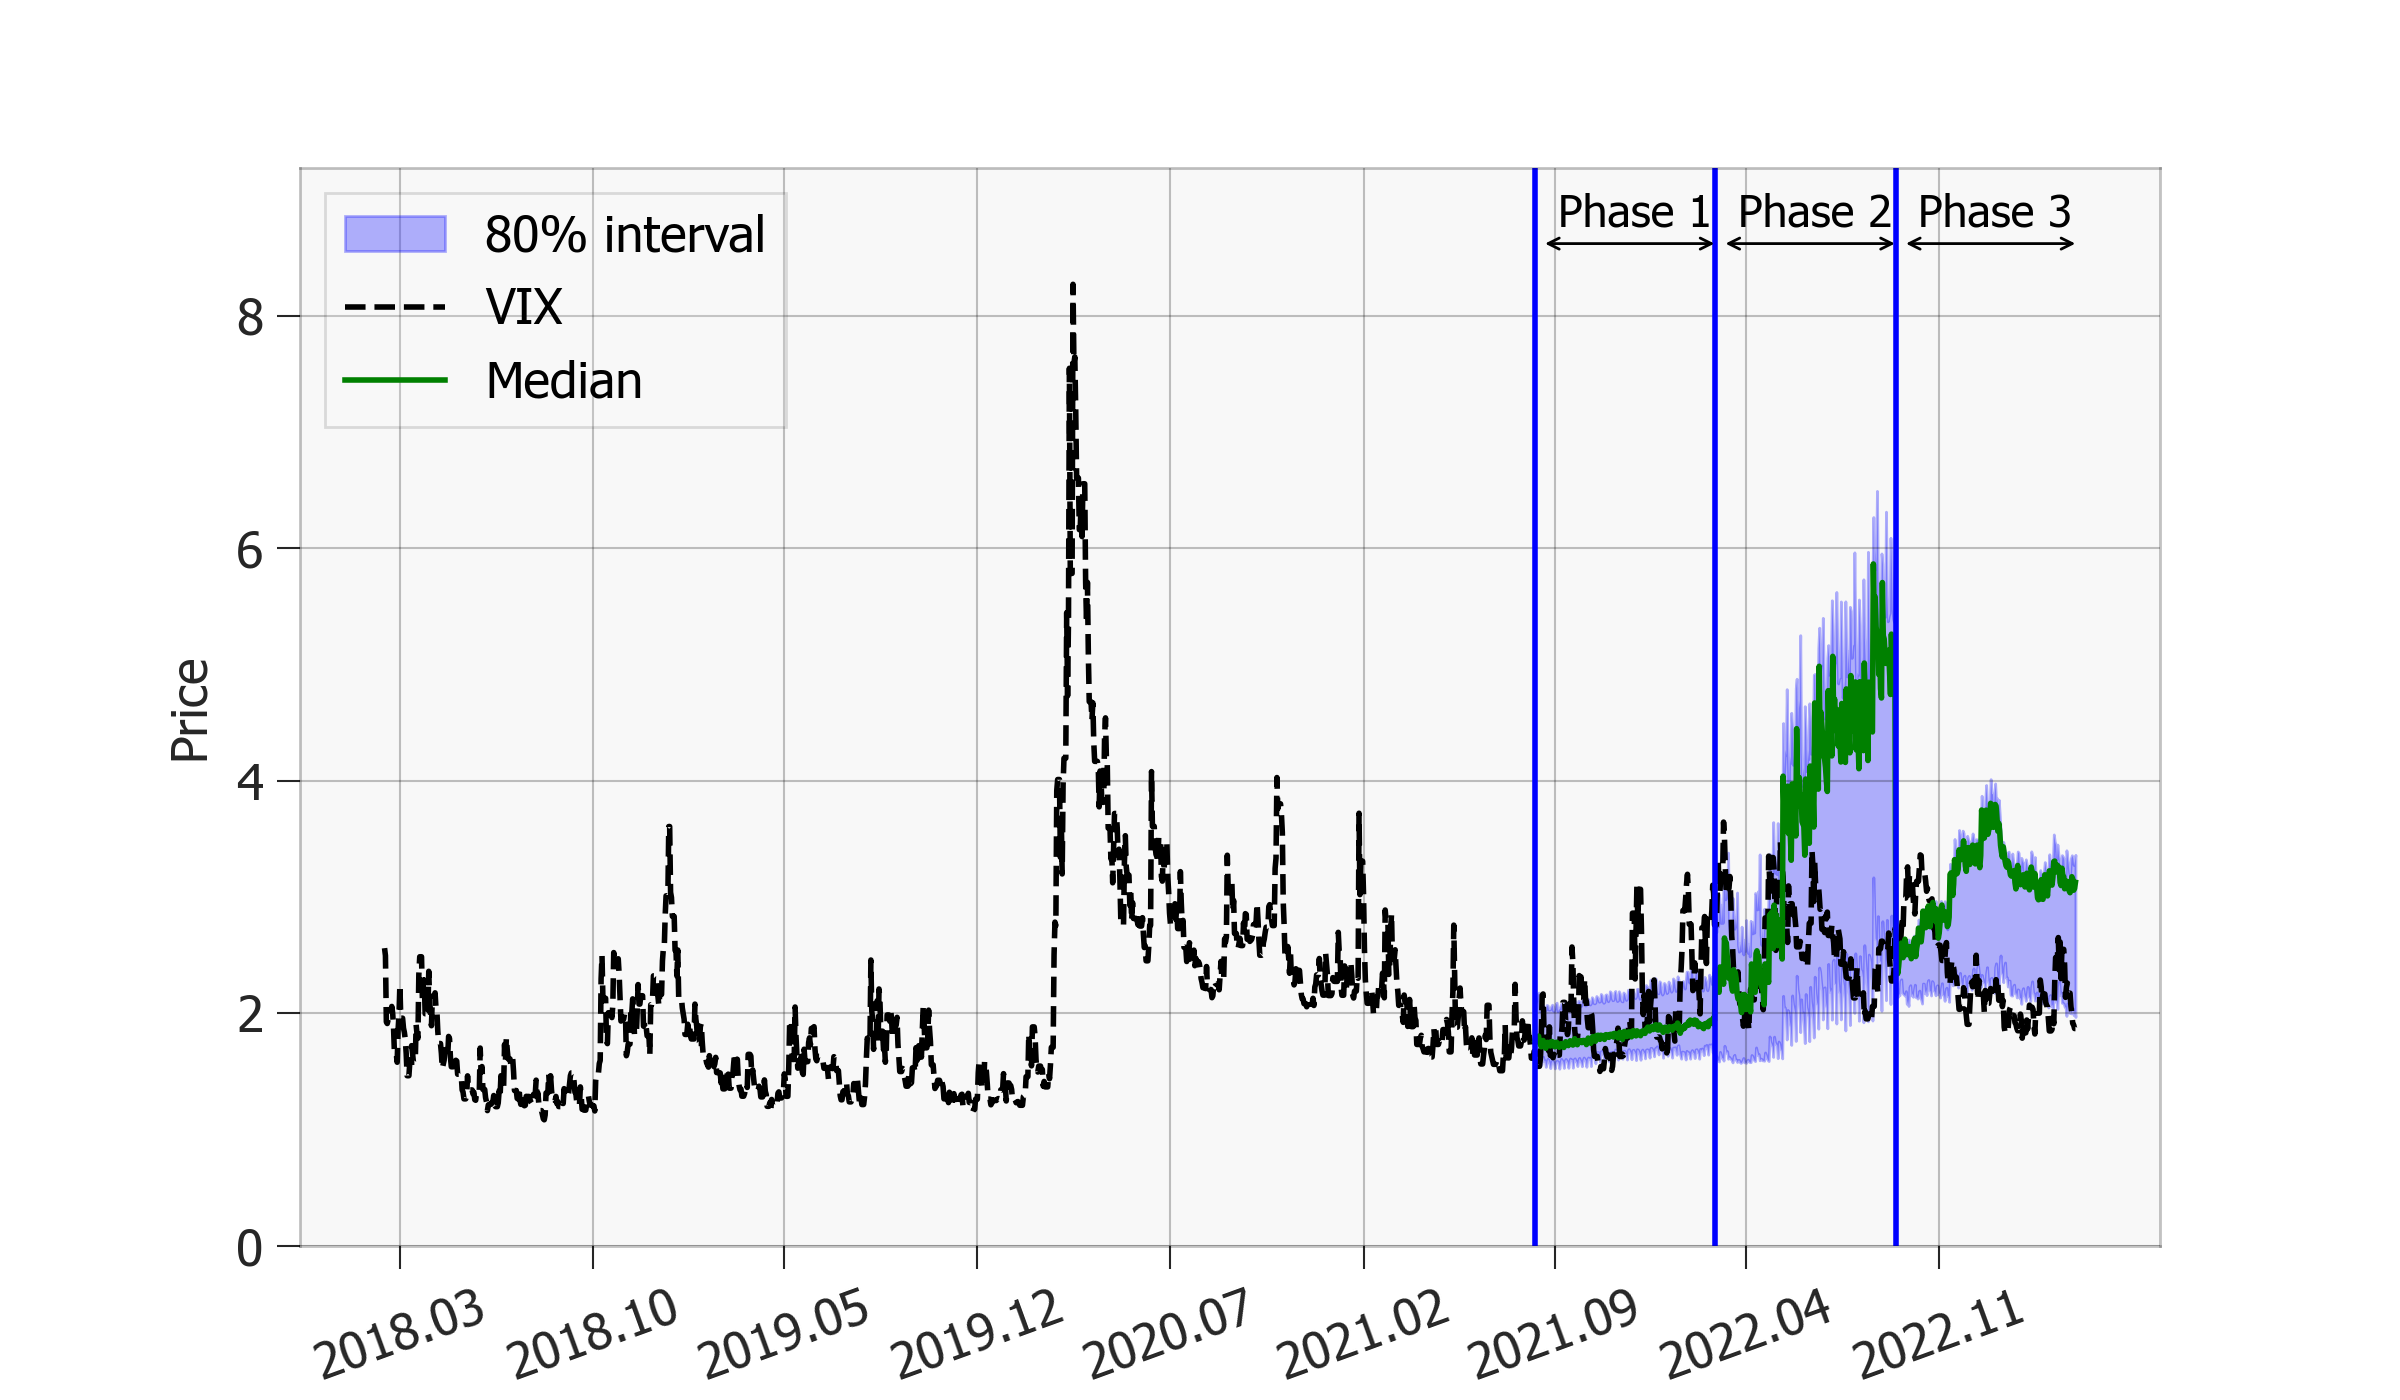 Phase 1
Phase 2
Phase 3
80% interval
VIX
Median
8
6
4
2
0
Price
2018.03
2018.10
2019.05
2019.12
2020.07
2021.02
2021.09
2022.04
2022.11